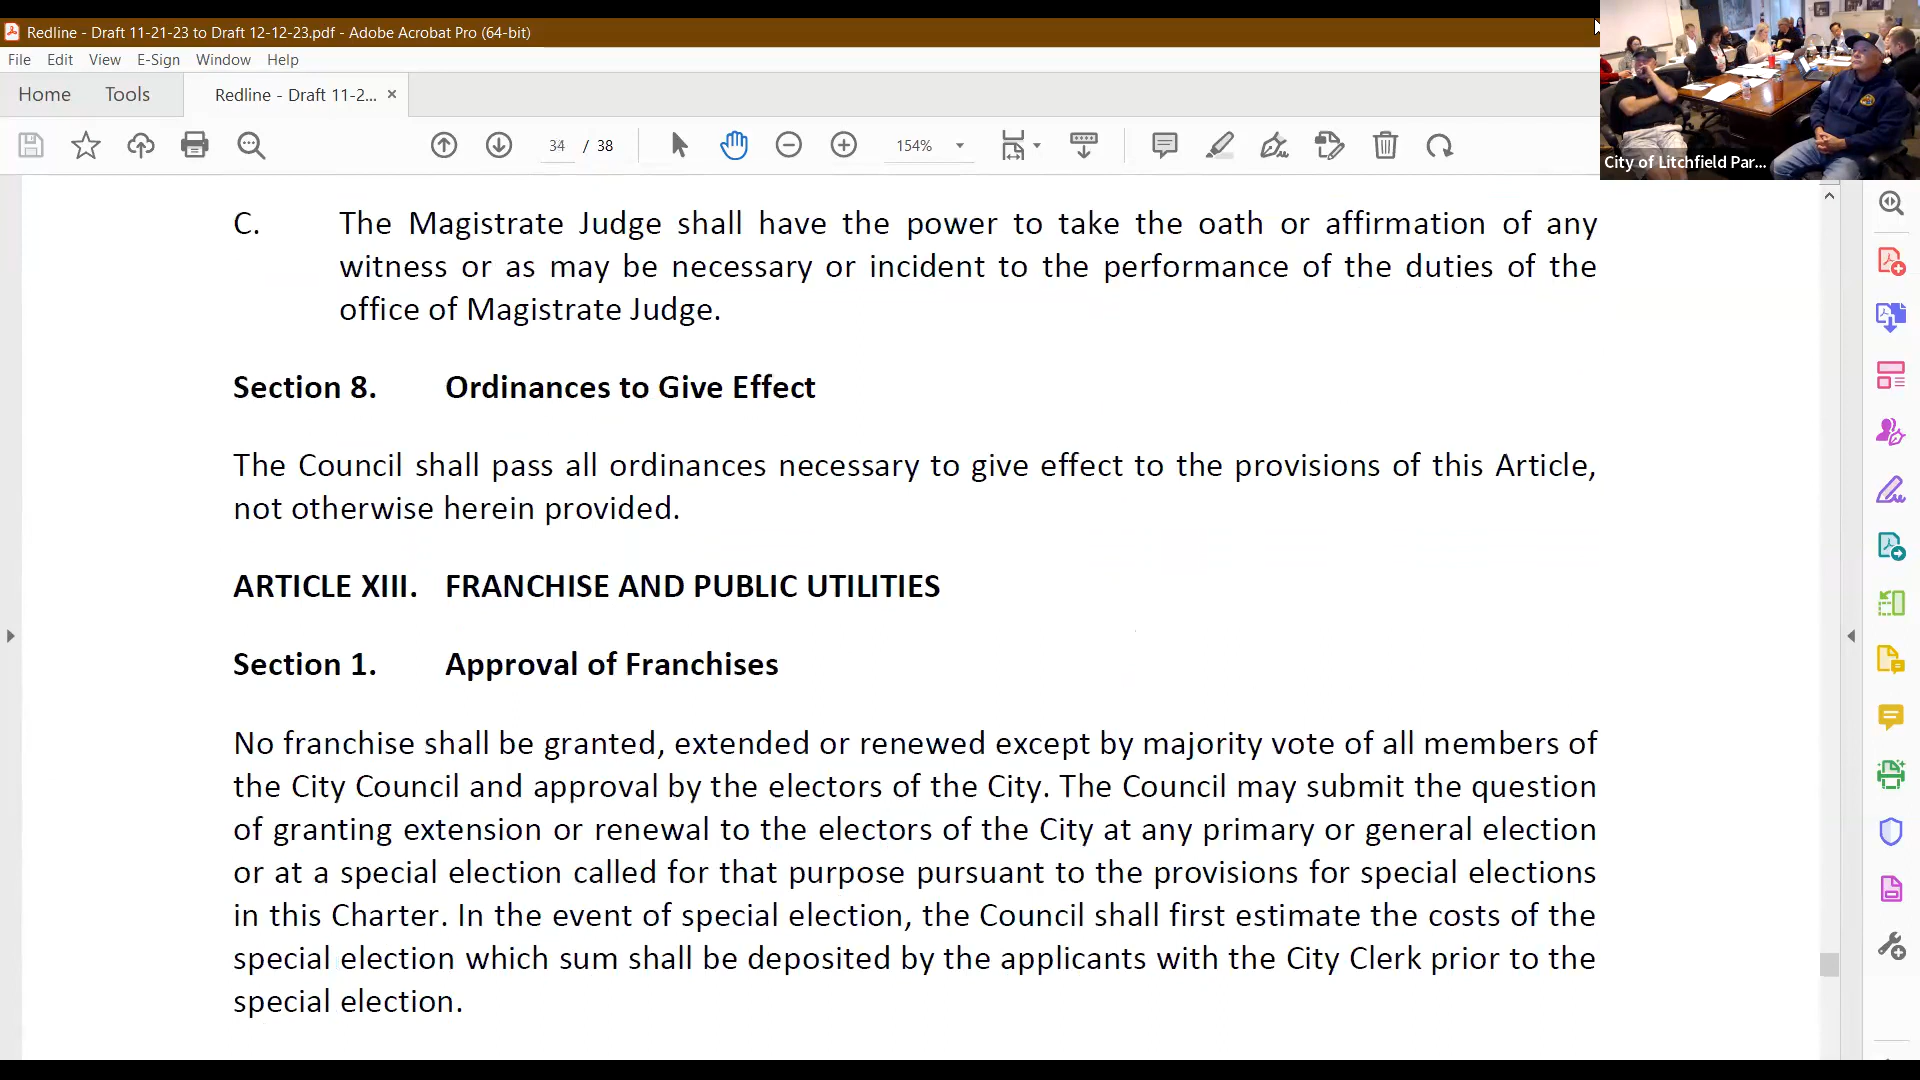 Redline - Draft 11-21-23 to Draft 12-12-23.pdf - Adobe Acrobat Pro (64-bit)
File Edit View E-Sign Window Help
Home Tools Redline - Draft 11-2... ×
34 / 38 154%
City of Litchfield Par...
C. The Magistrate Judge shall have the power to take the oath or affirmation of any
witness or as may be necessary or incident to the performance of the duties of the
office of Magistrate Judge.
Section 8. Ordinances to Give Effect
The Council shall pass all ordinances necessary to give effect to the provisions of this Article,
not otherwise herein provided.
ARTICLE XIII. FRANCHISE AND PUBLIC UTILITIES
Section 1. Approval of Franchises
No franchise shall be granted, extended or renewed except by majority vote of all members of
the City Council and approval by the electors of the City. The Council may submit the question
of granting extension or renewal to the electors of the City at any primary or general election
or at a special election called for that purpose pursuant to the provisions for special elections
in this Charter. In the event of special election, the Council shall first estimate the costs of the
special election which sum shall be deposited by the applicants with the City Clerk prior to the
special election.